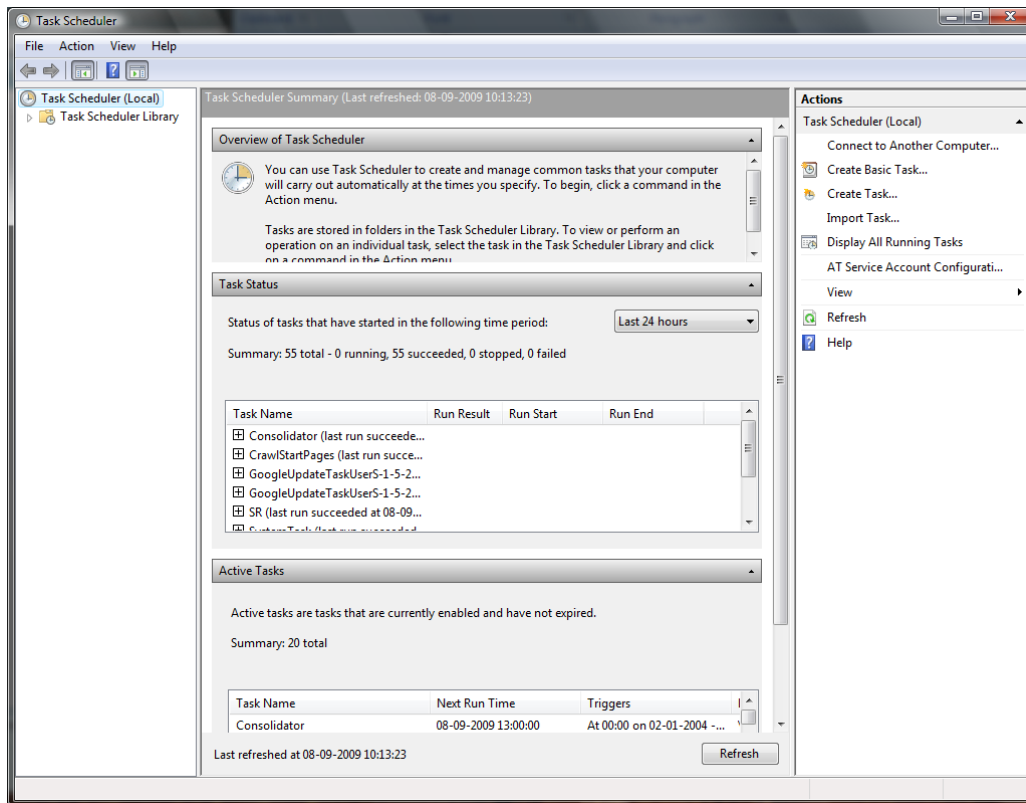 Task Scheduler
File Action View Help
Task Scheduler (Local)
Task Scheduler Library
Task Scheduler Summary (Last refreshed: 08-09-2009 10:13:23)
Overview of Task Scheduler
You can use Task Scheduler to create and manage common tasks that your computer
will carry out automatically at the times you specify. To begin, click a command in the
Action menu.
Tasks are stored in folders in the Task Scheduler Library. To view or perform an
operation on an individual task, select the task in the Task Scheduler Library and click
on a command in the Action menu
Task Status
Status of tasks that have started in the following time period: Last 24 hours
Summary: 55 total - 0 running, 55 succeeded, 0 stopped, 0 failed
Task Name Run Result Run Start Run End
Consolidator (last run succeede...
CrawlStartPages (last run succe...
GoogleUpdateTaskUserS-1-5-2...
GoogleUpdateTaskUserS-1-5-2...
SR (last run succeeded at 08-09...
SystemTask (last run succeeded
Active Tasks
Active tasks are tasks that are currently enabled and have not expired.
Summary: 20 total
Task Name Next Run Time Triggers
Consolidator 08-09-2009 13:00:00 At 00:00 on 02-01-2004 -...
Last refreshed at 08-09-2009 10:13:23 Refresh
Actions
Task Scheduler (Local)
Connect to Another Computer...
Create Basic Task...
Create Task...
Import Task...
Display All Running Tasks
AT Service Account Configurati...
View
Refresh
Help